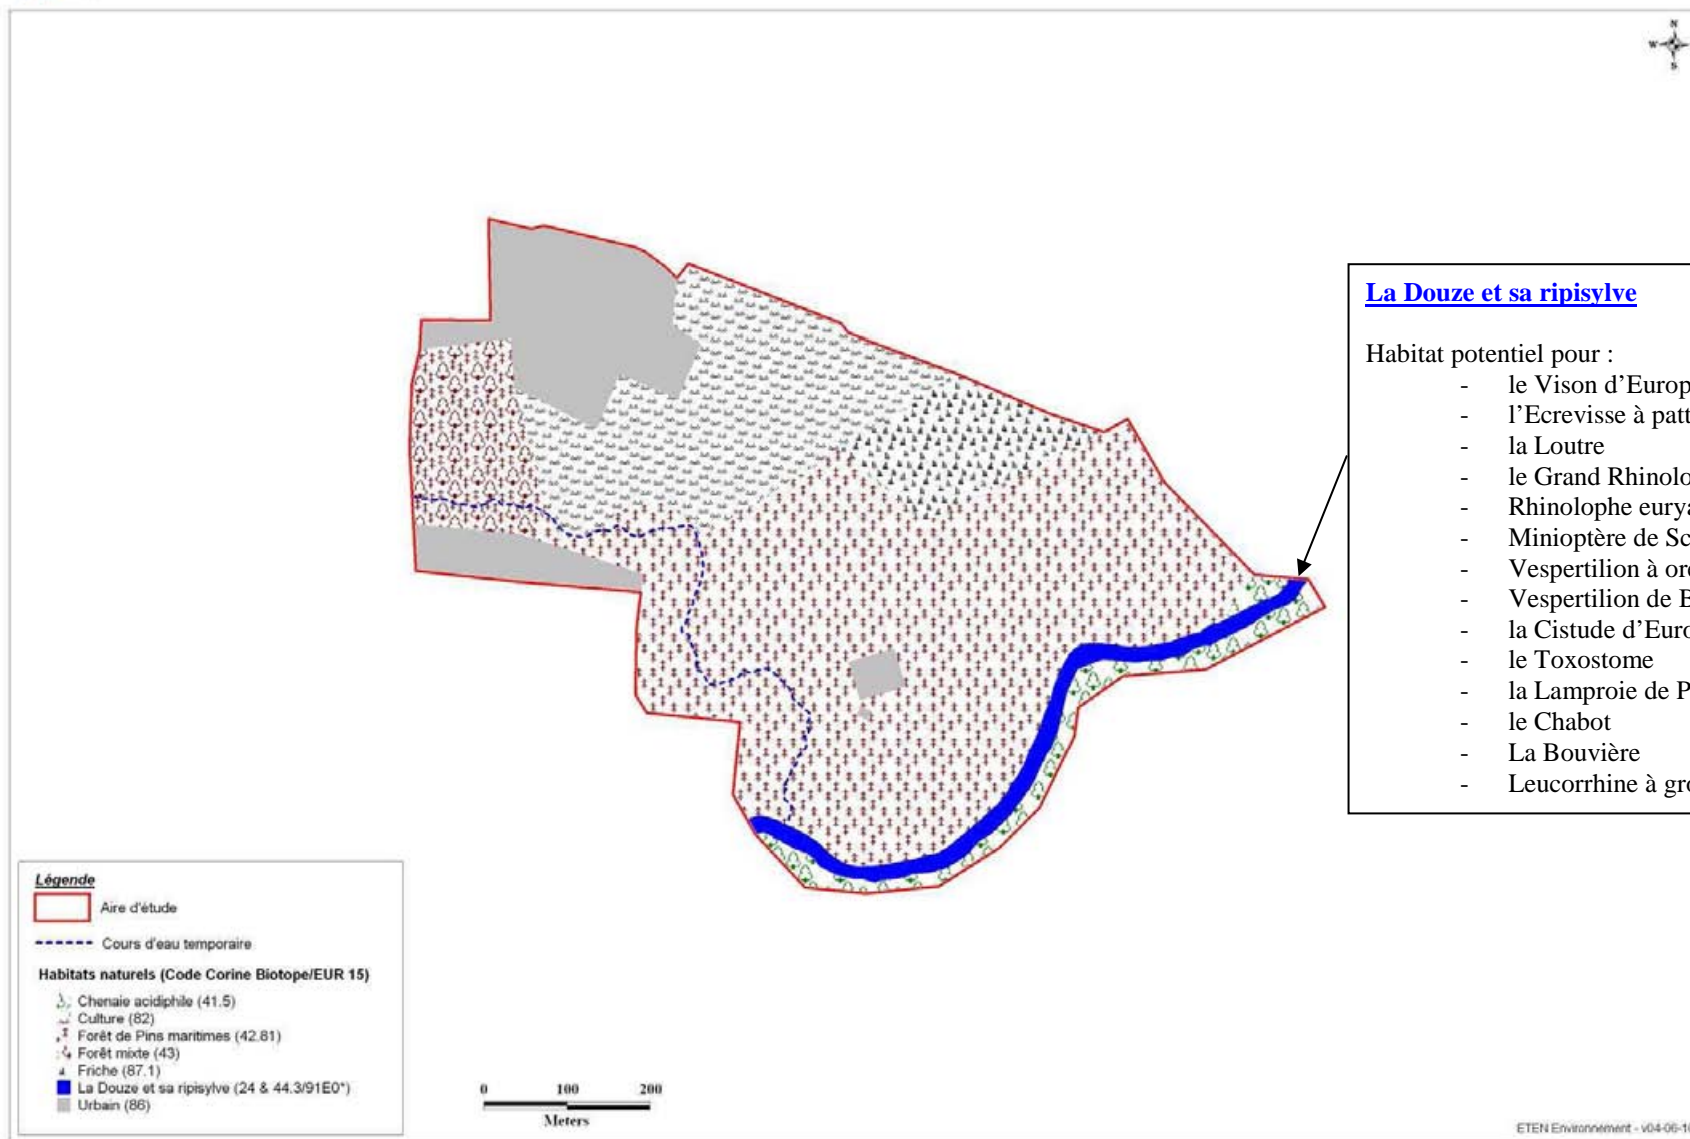 N
W
S
La Douze et sa ripisylve
Habitat potentiel pour :
- le Vison d’Europ
- l’Ecrevisse à patt
- la Loutre
- le Grand Rhinolo
- Rhinolophe eurya
- Minioptère de Sc
- Vespertilion à ore
- Vespertilion de B
- la Cistude d’Euro
- le Toxostome
- la Lamproie de P
- le Chabot
- La Bouvière
- Leucorrhine à gro
Légende
Aire d'étude
Cours d'eau temporaire
Habitats naturels (Code Corine Biotope/EUR 15)
Chenaie acidiphile (41.5)
Culture (82)
Forêt de Pins maritimes (42.81)
Forêt mixte (43)
Friche (87.1)
La Douze et sa ripisylve (24 & 44.3/91E0*)
Urbain (86)
0 100 200
Meters
ETEN Environnement - v04-06-10